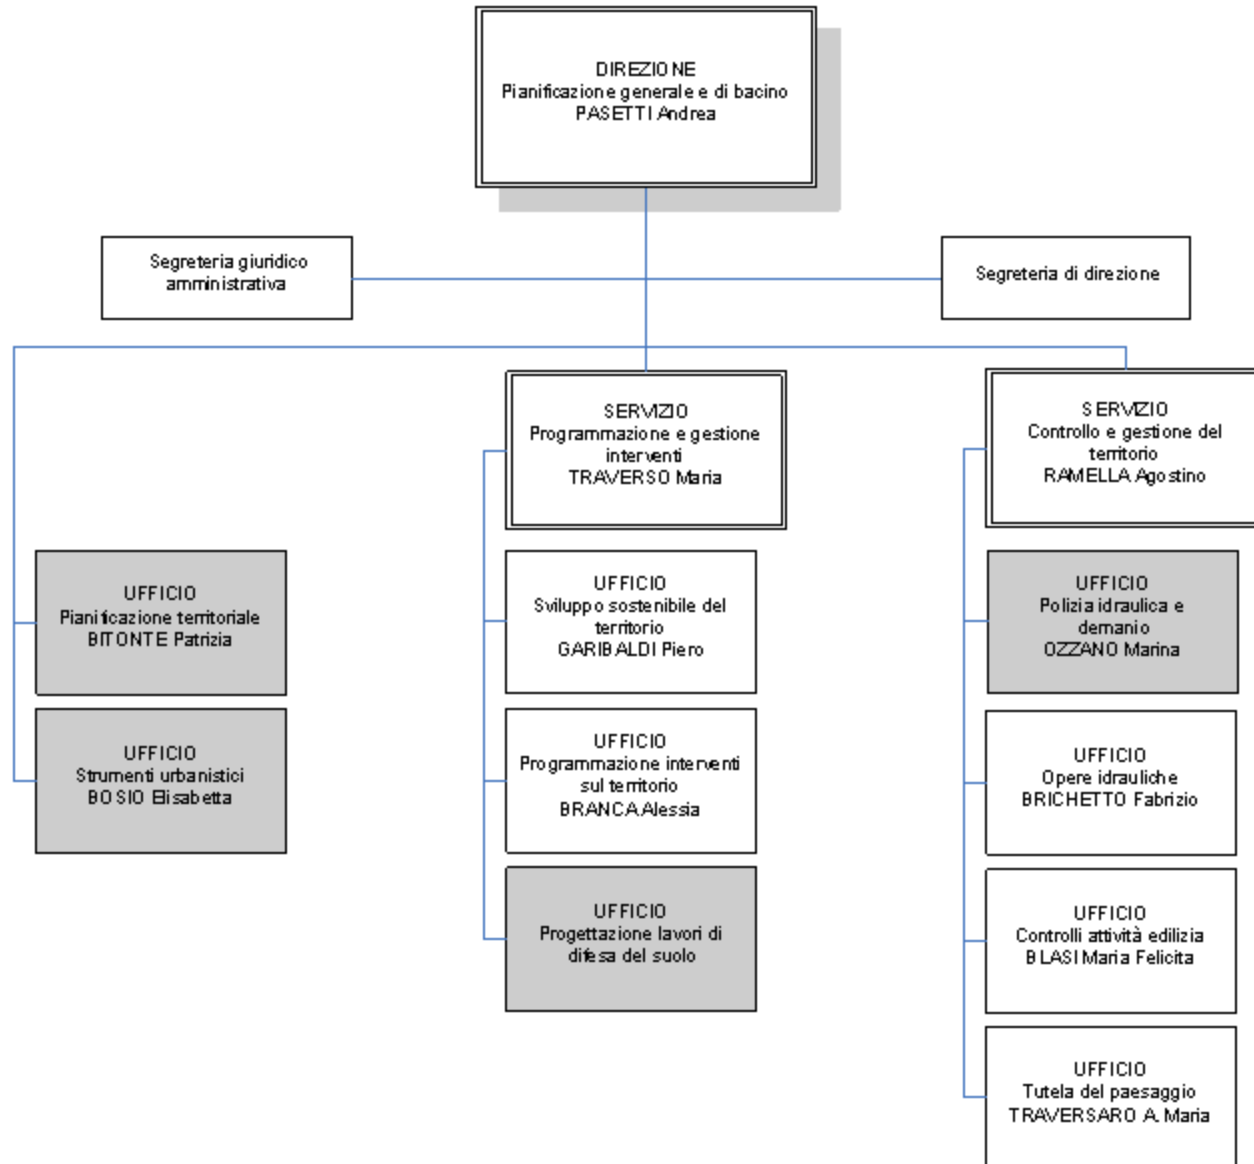 DIREZIONE
Pianificazione generale e di bacino
PASETTI Andrea
Segreteria giuridico
amministrativa
Segreteria di direzione
SERVIZIO
Programmazione e gestione
interventi
TRAVERSO Maria
SERVIZIO
Controllo e gestione del
territorio
RAMELLA Agostino
UFFICIO
Pianificazione territoriale
BITONTE Patrizia
UFFICIO
Strumenti urbanistici
BOSIO Elisabetta
UFFICIO
Sviluppo sostenibile del
territorio
GARIBALDI Piero
UFFICIO
Programmazione interventi
sul territorio
BRANCA Alessia
UFFICIO
Progettazione lavori di
difesa del suolo
UFFICIO
Polizia idraulica e
demanio
OZZANO Marina
UFFICIO
Opere idrauliche
BRICHETTO Fabrizio
UFFICIO
Controlli attività edilizia
BLASI Maria Felicita
UFFICIO
Tutela del paesaggio
TRAVERSARO A. Maria